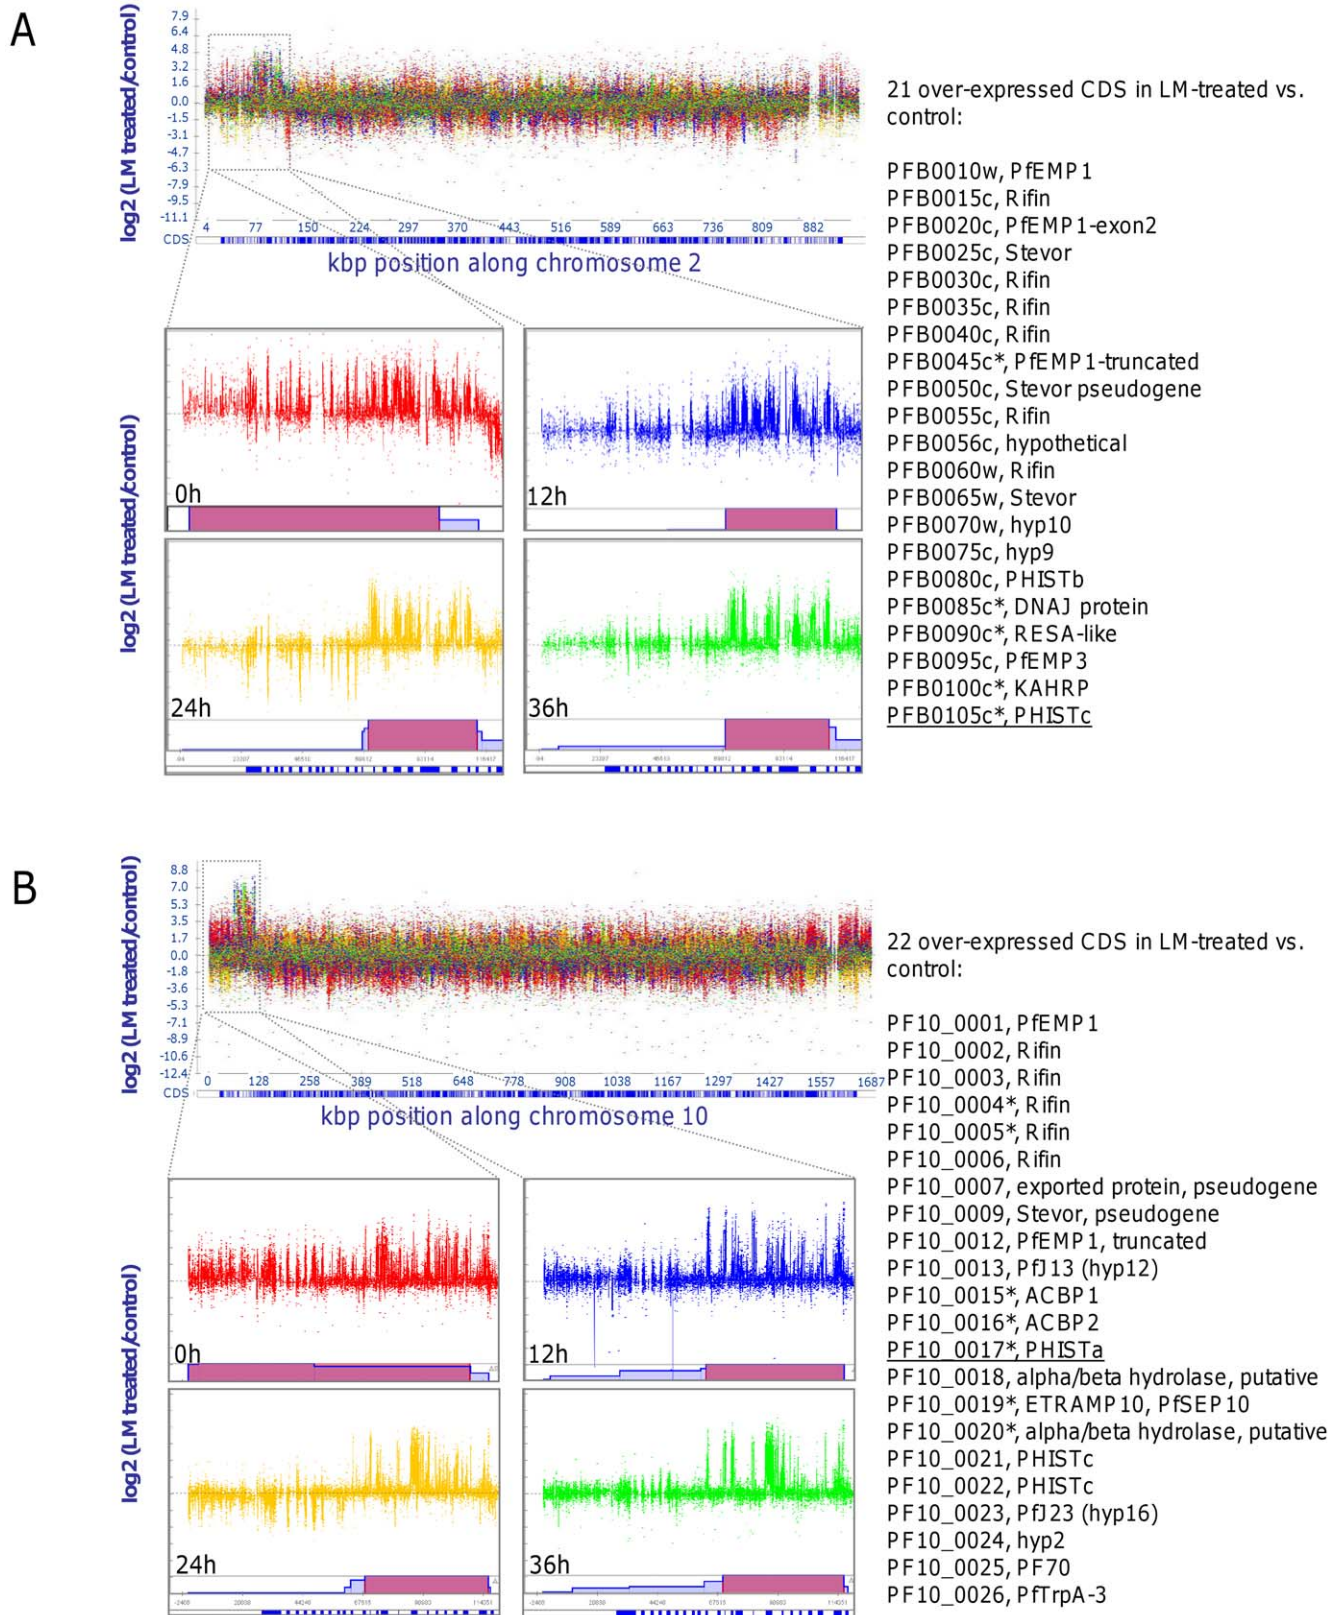 A
7.9
6.4
4.8
3.2
1.6
0.0
-1.5
-3.1
-4.7
-6.3
-7.9
-9.5
-11.1
log2 (LM treated/control)
4 77 150 224 297 370 443 516 589 663 736 809 882
CDS
kbp position along chromosome 2
log2 (LM treated/control)
0h
12h
24h
36h
21 over-expressed CDS in LM-treated vs.
control:
PFB0010w, PfEMP1
PFB0015c, Rifin
PFB0020c, PfEMP1-exon2
PFB0025c, Stevor
PFB0030c, Rifin
PFB0035c, Rifin
PFB0040c, Rifin
PFB0045c*, PfEMP1-truncated
PFB0050c, Stevor pseudogene
PFB0055c, Rifin
PFB0056c, hypothetical
PFB0060w, Rifin
PFB0065w, Stevor
PFB0070w, hyp10
PFB0075c, hyp9
PFB0080c, PHISTb
PFB0085c*, DNAJ protein
PFB0090c*, RESA-like
PFB0095c, PfEMP3
PFB0100c*, KAHRP
PFB0105c*, PHISTc
B
8.8
7.0
5.3
3.5
1.7
0.0
-1.8
-3.6
-5.3
-7.1
-8.9
-10.6
-12.4
log2 (LM treated/control)
0 128 258 389 518 648 778 908 1038 1167 1297 1427 1557 1687
CDS
kbp position along chromosome 10
log2 (LM treated/control)
0h
12h
24h
36h
22 over-expressed CDS in LM-treated vs.
control:
PF10_0001, PfEMP1
PF10_0002, Rifin
PF10_0003, Rifin
PF10_0004*, Rifin
PF10_0005*, Rifin
PF10_0006, Rifin
PF10_0007, exported protein, pseudogene
PF10_0009, Stevor, pseudogene
PF10_0012, PfEMP1, truncated
PF10_0013, PfJ13 (hyp12)
PF10_0015*, ACBP1
PF10_0016*, ACBP2
PF10_0017*, PHISTa
PF10_0018, alpha/beta hydrolase, putative
PF10_0019*, ETRAMP10, PfSEP10
PF10_0020*, alpha/beta hydrolase, putative
PF10_0021, PHISTc
PF10_0022, PHISTc
PF10_0023, PfJ23 (hyp16)
PF10_0024, hyp2
PF10_0025, PF70
PF10_0026, PfTrpA-3